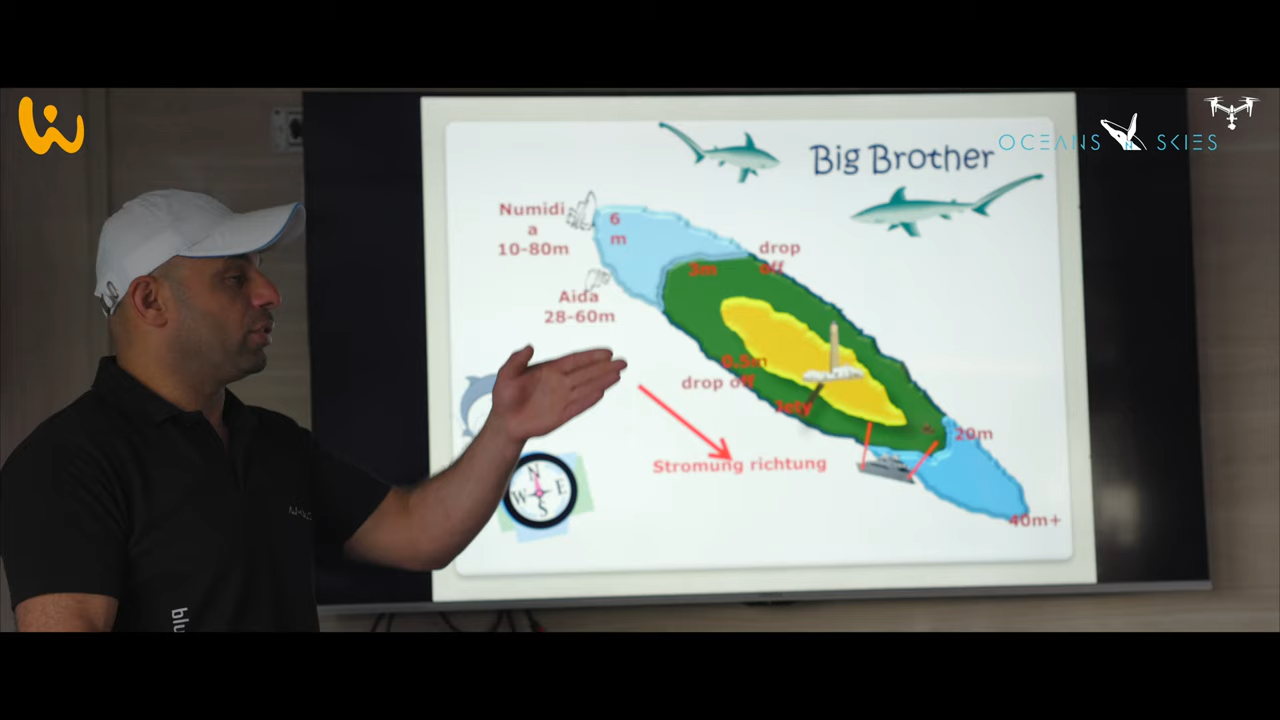 OCEANS N SKIES
Big Brother
Numidi
a
10-80m
6
m
drop
off
3m
Aida
28-60m
0.5m
drop off
Jety
20m
Stromung richtung
40m+
N
W E
S
blu